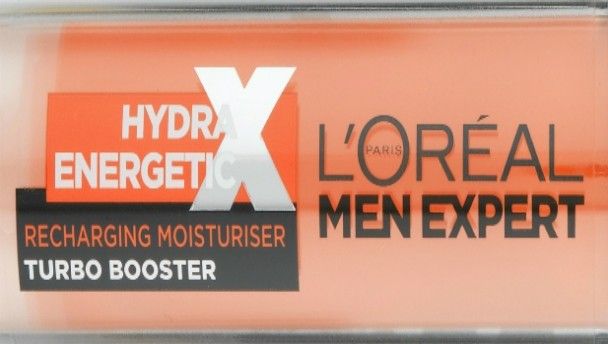 HYDRA
ENERGETIC
X
RECHARGING MOISTURISER
TURBO BOOSTER
L'ORÉAL
PARIS
MEN EXPERT